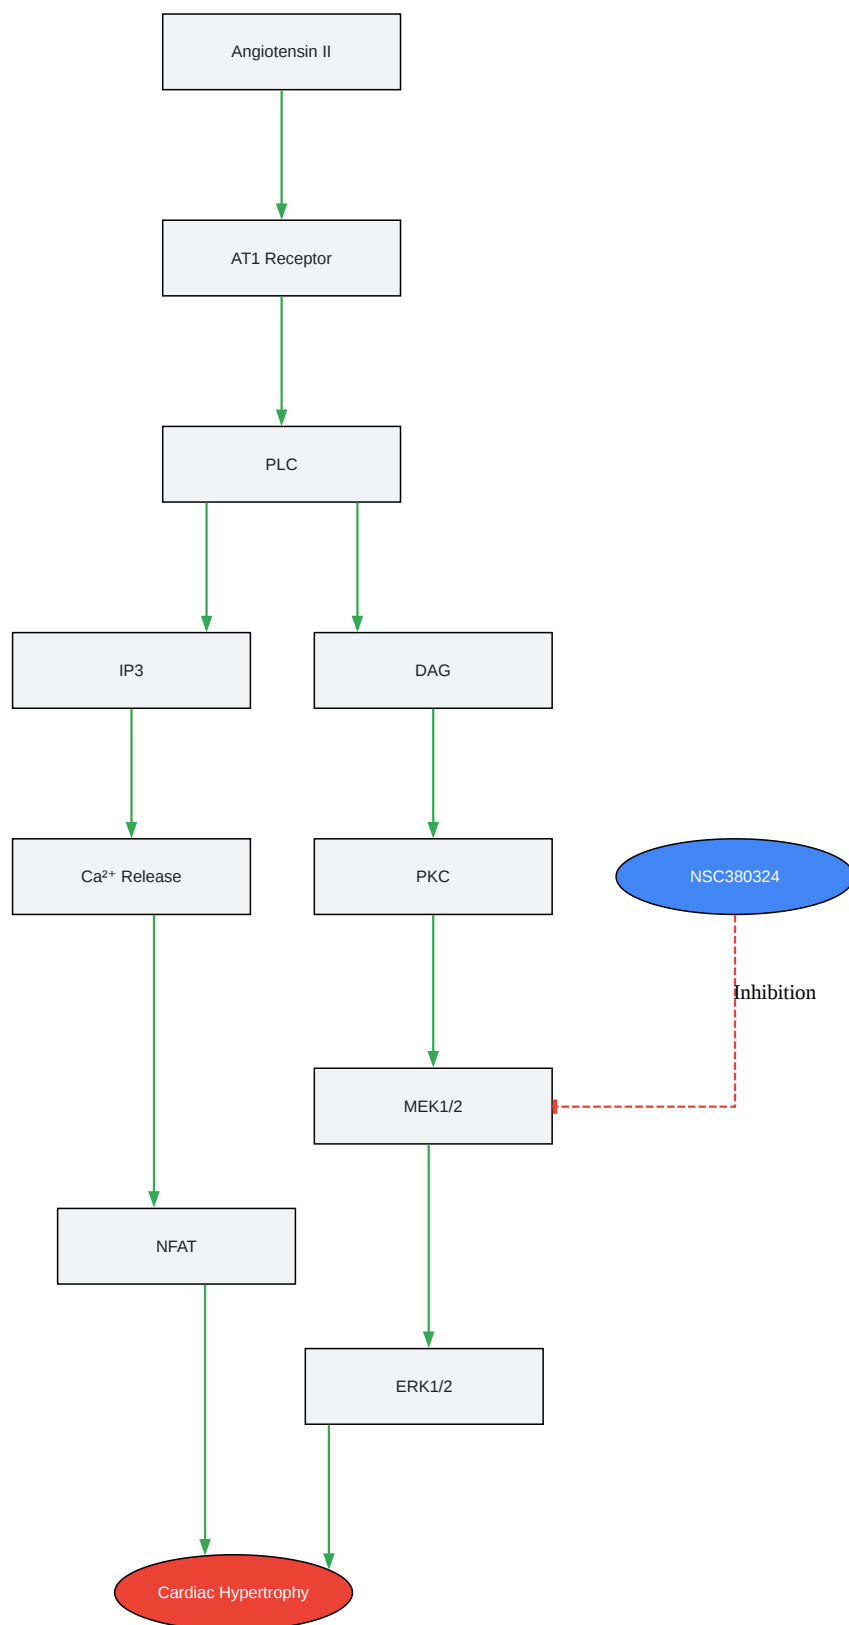 Angiotensin II
AT1 Receptor
PLC
IP3
DAG
Ca²⁺ Release
PKC
NSC380324
Inhibition
MEK1/2
NFAT
ERK1/2
Cardiac Hypertrophy